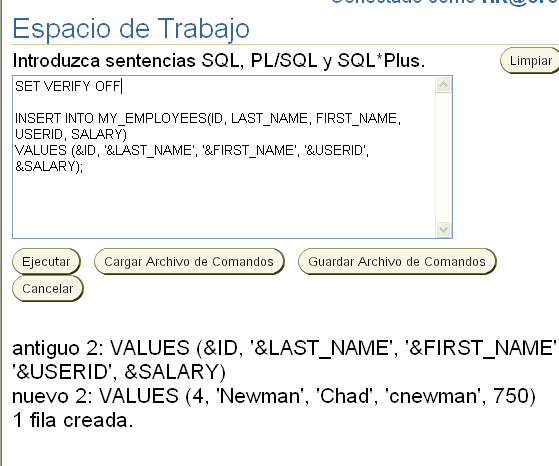 Conectado como
Espacio de Trabajo
Introduzca sentencias SQL, PL/SQL y SQL*Plus.
Limpiar
SET VERIFY OFF
INSERT INTO MY_EMPLOYEES(ID, LAST_NAME, FIRST_NAME,
USERID, SALARY)
VALUES (&ID, '&LAST_NAME', '&FIRST_NAME', '&USERID',
&SALARY);
Ejecutar
Cargar Archivo de Comandos
Guardar Archivo de Comandos
Cancelar
antiguo 2: VALUES (&ID, '&LAST_NAME', '&FIRST_NAME'
'&USERID', &SALARY)
nuevo 2: VALUES (4, 'Newman', 'Chad', 'cnewman', 750)
1 fila creada.